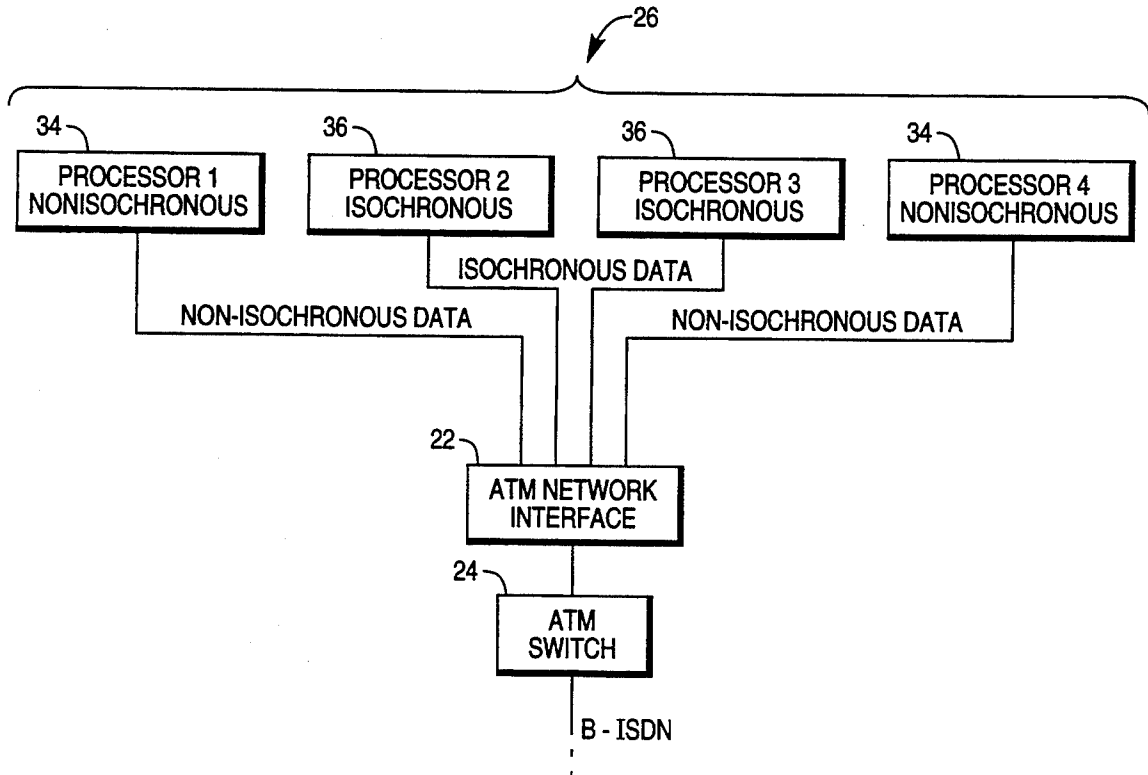 26
34
36
36
34
PROCESSOR 1
NONISOCHRONOUS
PROCESSOR 2
ISOCHRONOUS
PROCESSOR 3
ISOCHRONOUS
PROCESSOR 4
NONISOCHRONOUS
ISOCHRONOUS DATA
NON-ISOCHRONOUS DATA
NON-ISOCHRONOUS DATA
22
ATM NETWORK
INTERFACE
24
ATM
SWITCH
B - ISDN